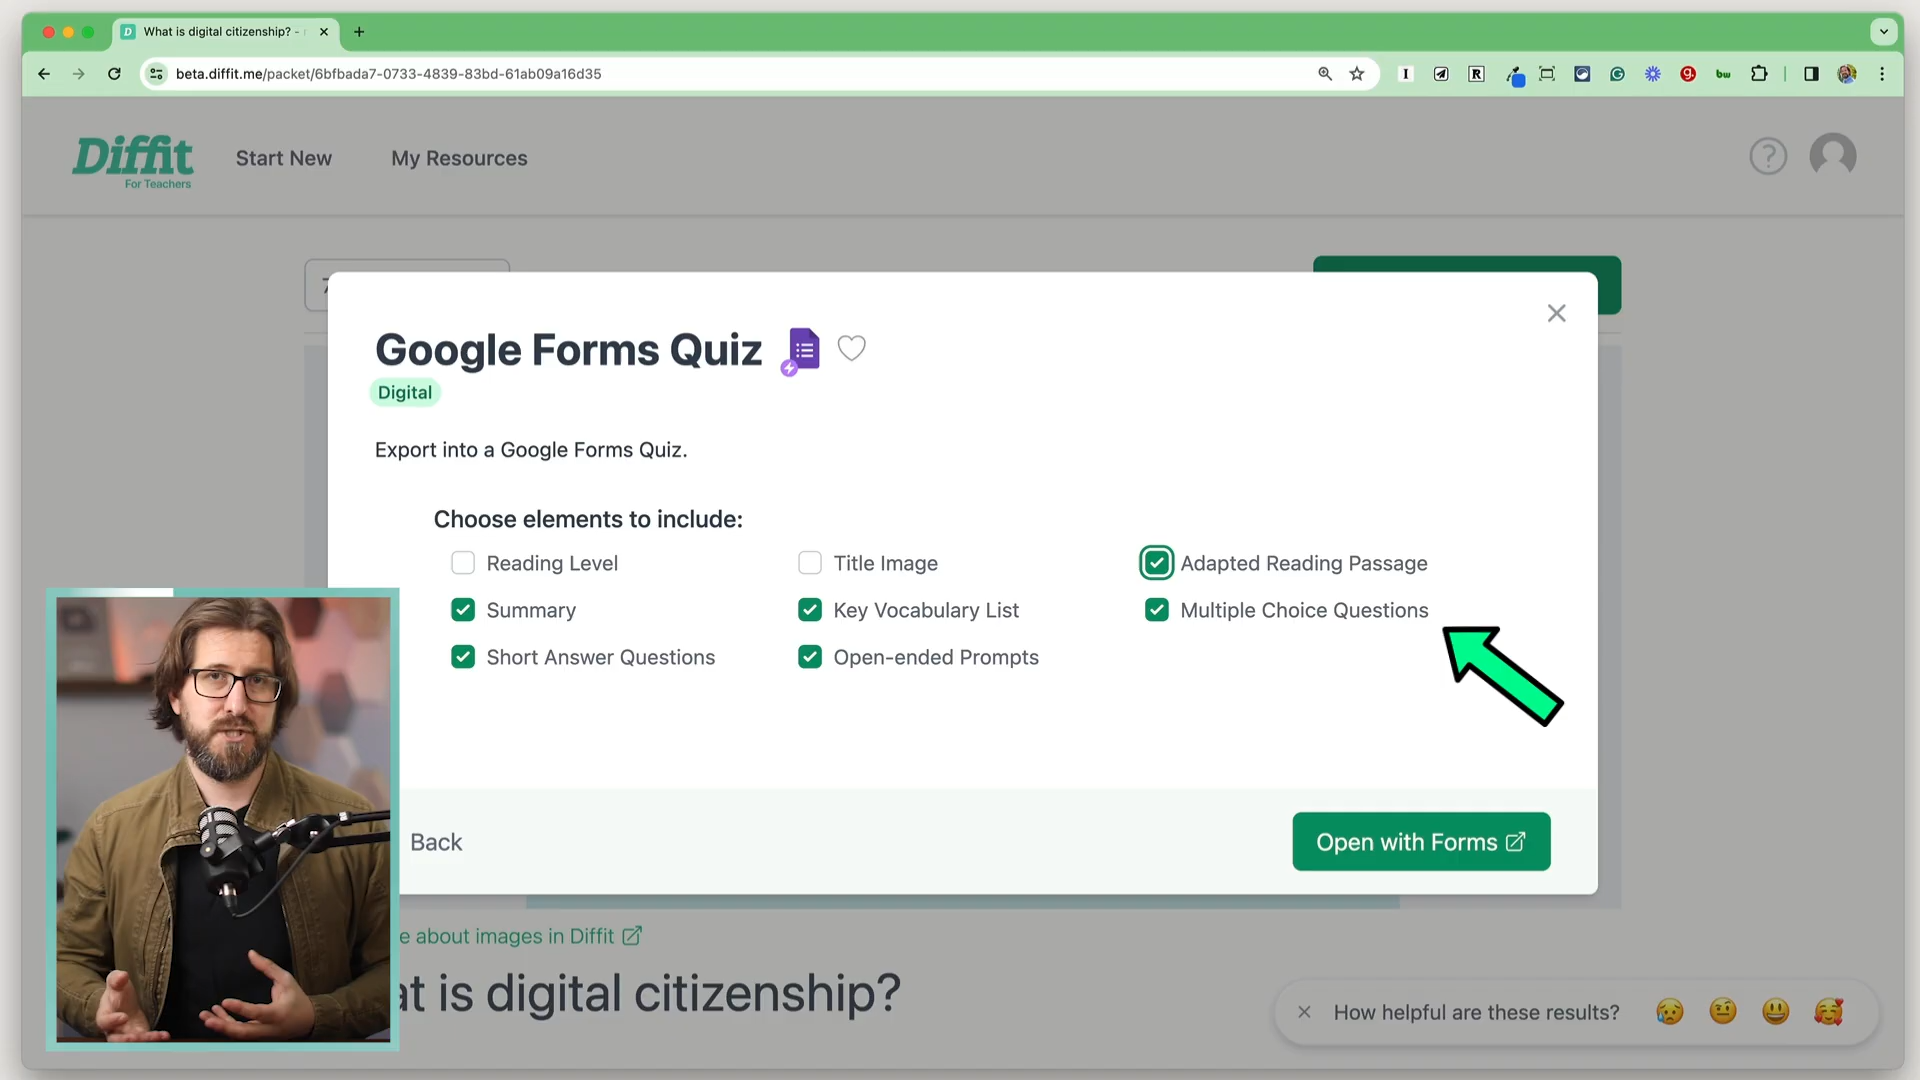 What is digital citizenship? -
beta.diffit.me/packet/6bfbada7-0733-4839-83bd-61ab09a16d35
Diffit
For Teachers
Start New
My Resources
Google Forms Quiz
Digital
Export into a Google Forms Quiz.
Choose elements to include:
Reading Level
Title Image
Adapted Reading Passage
Summary
Key Vocabulary List
Multiple Choice Questions
Short Answer Questions
Open-ended Prompts
Back
Open with Forms
e about images in Diffit
at is digital citizenship?
How helpful are these results?